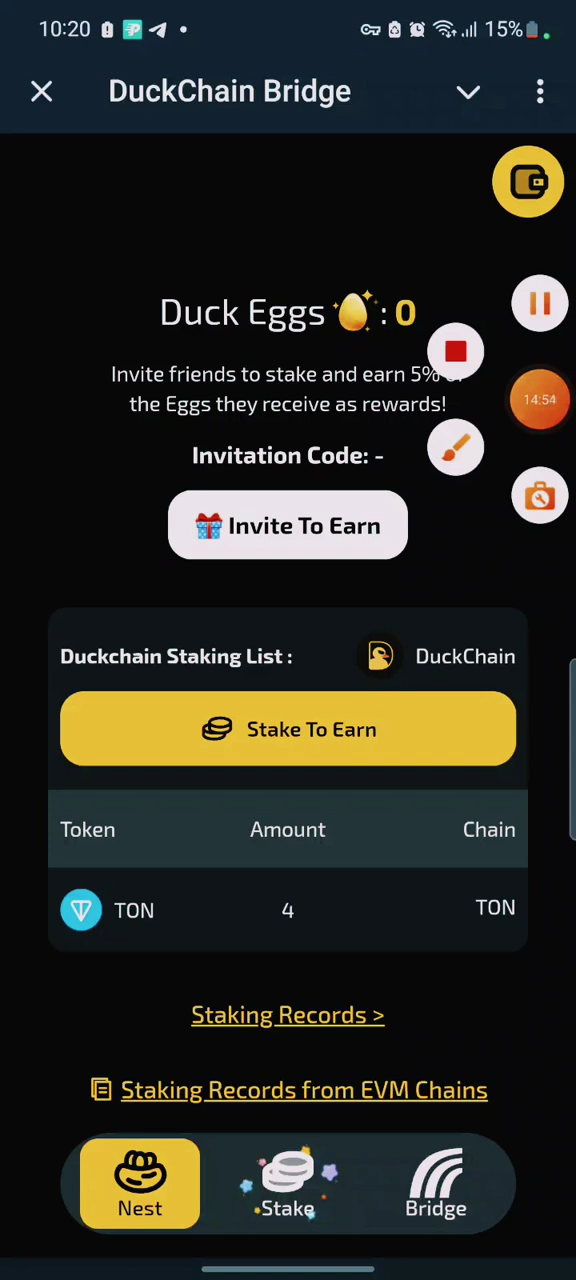 10:20 15%
DuckChain Bridge
Duck Eggs : 0
Invite friends to stake and earn 5%
the Eggs they receive as rewards!
14:54
Invitation Code: -
Invite To Earn
Duckchain Staking List : DuckChain
Stake To Earn
Token Amount Chain
TON 4 TON
Staking Records >
Staking Records from EVM Chains
Nest Stake Bridge